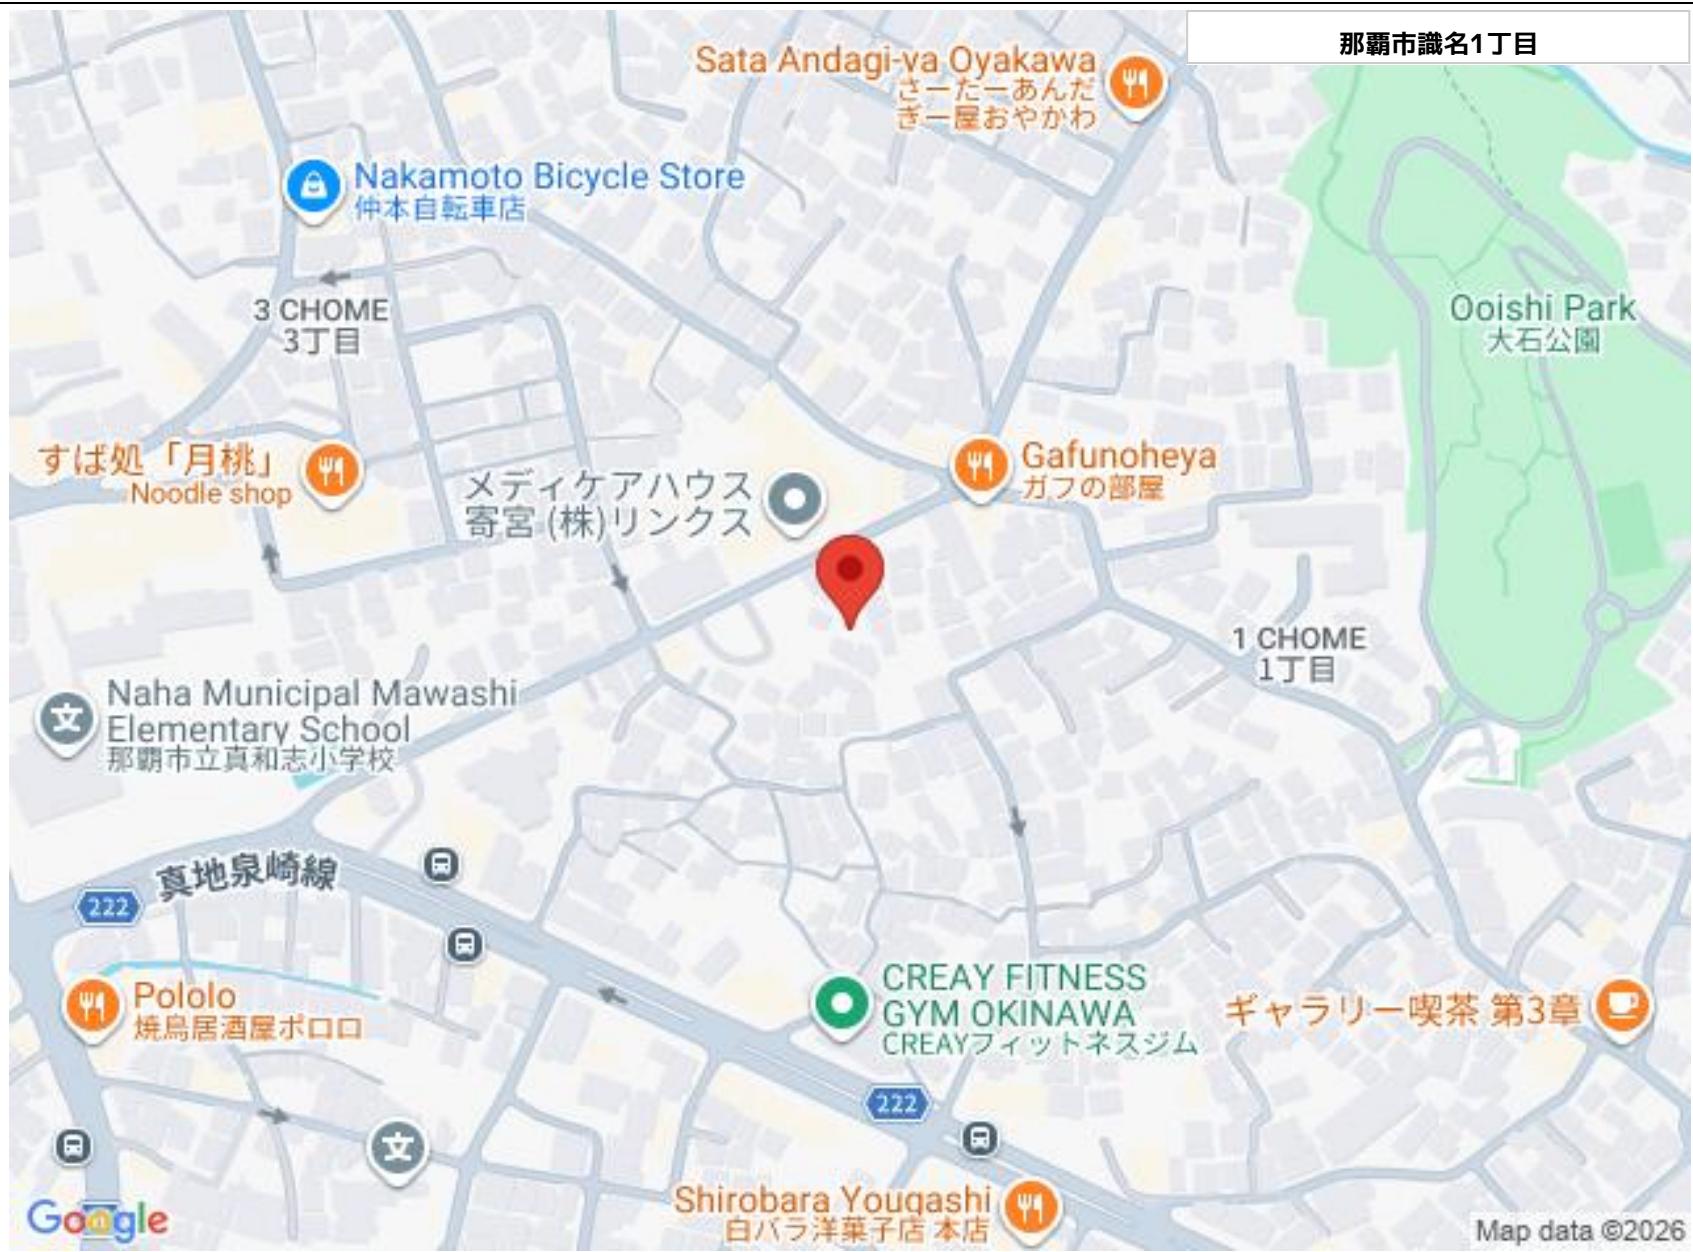 那覇市識名1丁目
Sata Andagi-ya Oyakawa
さーたーあんだ
ぎー屋おやかわ
Nakamoto Bicycle Store
仲本自転車店
3 CHOME
3丁目
Ooishi Park
大石公園
すば処「月桃」
Noodle shop
メディケアハウス
寄宮 (株)リンクス
Gafunoheya
ガフの部屋
1 CHOME
1丁目
文
Naha Municipal Mawashi
Elementary School
那覇市立真和志小学校
真地泉崎線
222
Pololo
焼鳥居酒屋ポロロ
CREAY FITNESS
GYM OKINAWA
CREAYフィットネスジム
ギャラリー喫茶 第3章
222
文
Shirobara Yougashi
白バラ洋菓子店 本店
Google
Map data ©2026